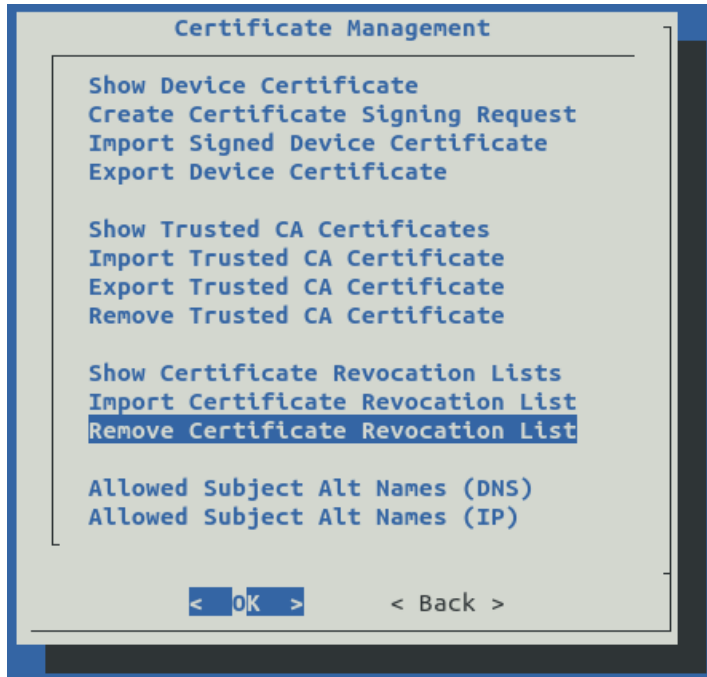 Certificate Management
Show Device Certificate
Create Certificate Signing Request
Import Signed Device Certificate
Export Device Certificate
Show Trusted CA Certificates
Import Trusted CA Certificate
Export Trusted CA Certificate
Remove Trusted CA Certificate
Show Certificate Revocation Lists
Import Certificate Revocation List
Remove Certificate Revocation List
Allowed Subject Alt Names (DNS)
Allowed Subject Alt Names (IP)
< OK > < Back >